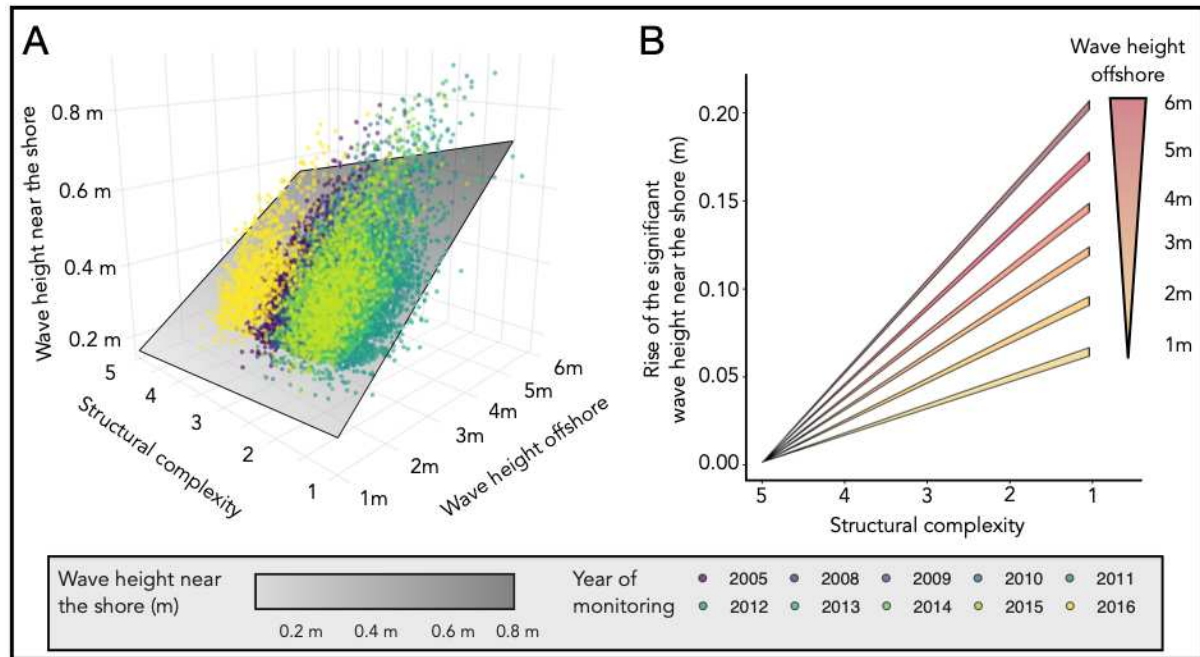 A
Wave height near the shore
0.8 m
0.6 m
0.4 m
0.2 m
5
4
3
2
1
Structural complexity
1m
2m
3m
4m
5m
6m
Wave height offshore
B
Rise of the significant
wave height near the shore (m)
0.20
0.15
0.10
0.05
0.00
5 4 3 2 1
Structural complexity
Wave height
offshore
6m
5m
4m
3m
2m
1m
Wave height near
the shore (m)
0.2 m 0.4 m 0.6 m 0.8 m
Year of
monitoring
2005 2008 2009 2010 2011
2012 2013 2014 2015 2016